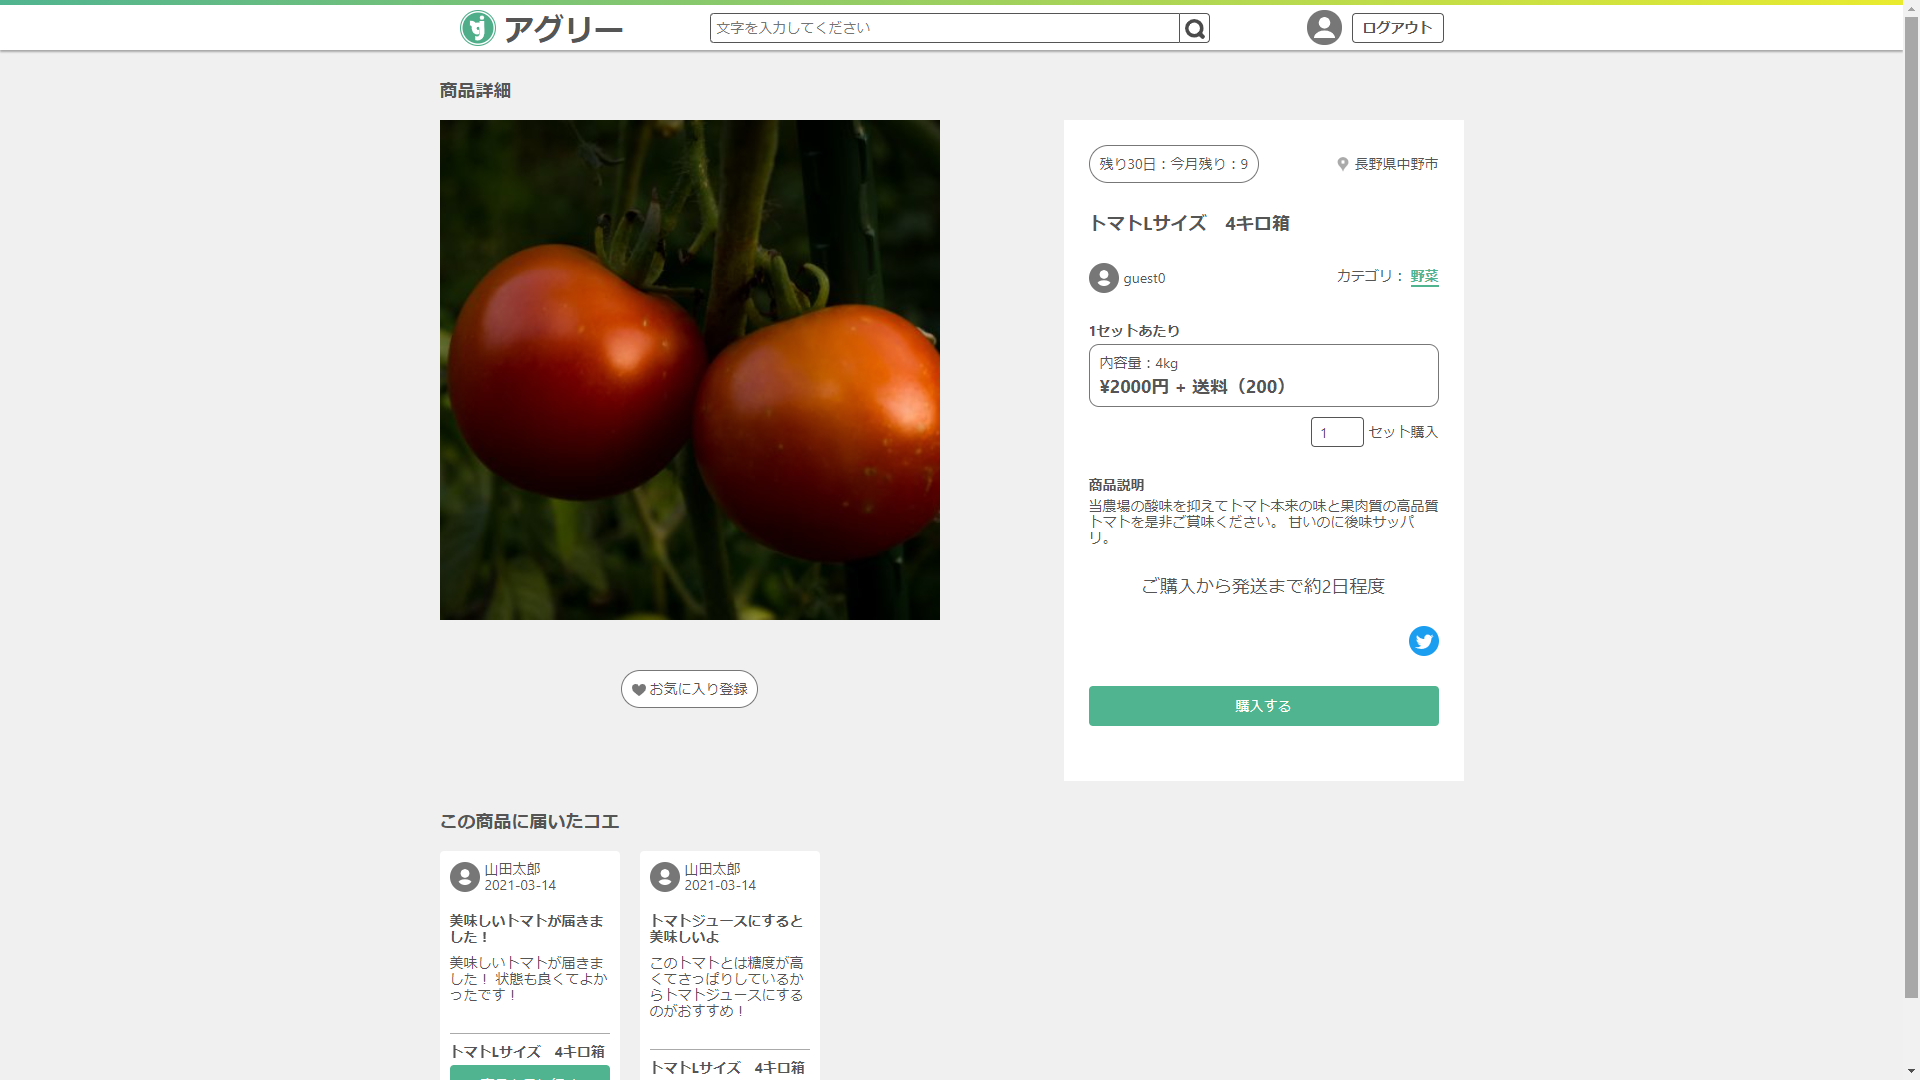 アグリー
文字を入力してください
ログアウト
商品詳細
残り30日：今月残り：9
長野県中野市
トマトLサイズ　4キロ箱
guest0
カテゴリ： 野菜
1セットあたり
内容量：4kg
¥2000円 + 送料（200）
1 セット購入
商品説明
当農場の酸味を抑えてトマト本来の味と果肉質の高品質
トマトを是非ご賞味ください。 甘いのに後味サッパ
リ。
ご購入から発送まで約2日程度
お気に入り登録
購入する
この商品に届いたコエ
山田太郎
2021-03-14
美味しいトマトが届きま
した！
美味しいトマトが届きま
した！ 状態も良くてよか
ったです！
トマトLサイズ　4キロ箱
山田太郎
2021-03-14
トマトジュースにすると
美味しいよ
このトマトとは糖度が高
くてさっぱりしているか
らトマトジュースにする
のがおすすめ！
トマトLサイズ　4キロ箱